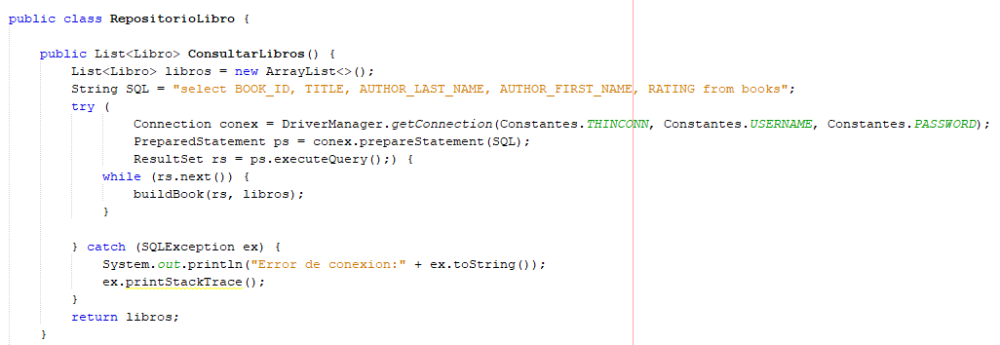 public class RepositorioLibro {
public List<Libro> ConsultarLibros() {
List<Libro> libros = new ArrayList<>();
String SQL = "select BOOK_ID, TITLE, AUTHOR_LAST_NAME, AUTHOR_FIRST_NAME, RATING from books";
try (
Connection conex = DriverManager.getConnection(Constantes.THINCONN, Constantes.USERNAME, Constantes.PASSWORD);
PreparedStatement ps = conex.prepareStatement(SQL);
ResultSet rs = ps.executeQuery();) {
while (rs.next()) {
buildBook(rs, libros);
}
} catch (SQLException ex) {
System.out.println("Error de conexion:" + ex.toString());
ex.printStackTrace();
}
return libros;
}